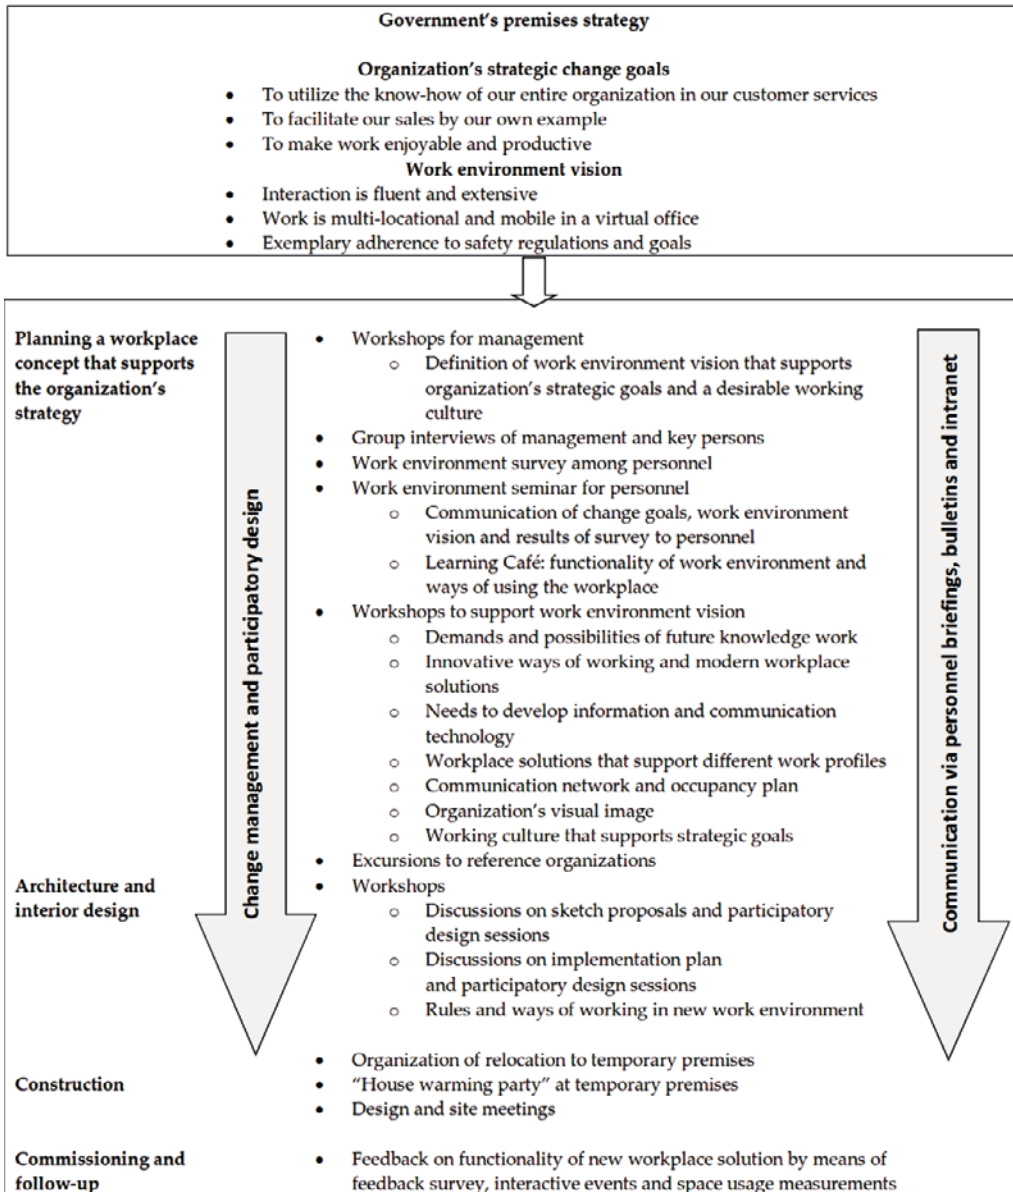 Government's premises strategy
Organization's strategic change goals
• To utilize the know-how of our entire organization in our customer services
• To facilitate our sales by our own example
• To make work enjoyable and productive
Work environment vision
• Interaction is fluent and extensive
• Work is multi-locational and mobile in a virtual office
• Exemplary adherence to safety regulations and goals
Planning a workplace
concept that supports
the organization's
strategy
Change management and participatory design
• Workshops for management
o Definition of work environment vision that supports
organization's strategic goals and a desirable working
culture
• Group interviews of management and key persons
• Work environment survey among personnel
• Work environment seminar for personnel
o Communication of change goals, work environment
vision and results of survey to personnel
o Learning Café: functionality of work environment and
ways of using the workplace
• Workshops to support work environment vision
o Demands and possibilities of future knowledge work
o Innovative ways of working and modern workplace
solutions
o Needs to develop information and communication
technology
o Workplace solutions that support different work profiles
o Communication network and occupancy plan
o Organization's visual image
o Working culture that supports strategic goals
• Excursions to reference organizations
Communication via personnel briefings, bulletins and intranet
Architecture and
interior design
• Workshops
o Discussions on sketch proposals and participatory
design sessions
o Discussions on implementation plan
and participatory design sessions
o Rules and ways of working in new work environment
Construction
• Organization of relocation to temporary premises
• "House warming party" at temporary premises
• Design and site meetings
Commissioning and
follow-up
• Feedback on functionality of new workplace solution by means of
feedback survey, interactive events and space usage measurements